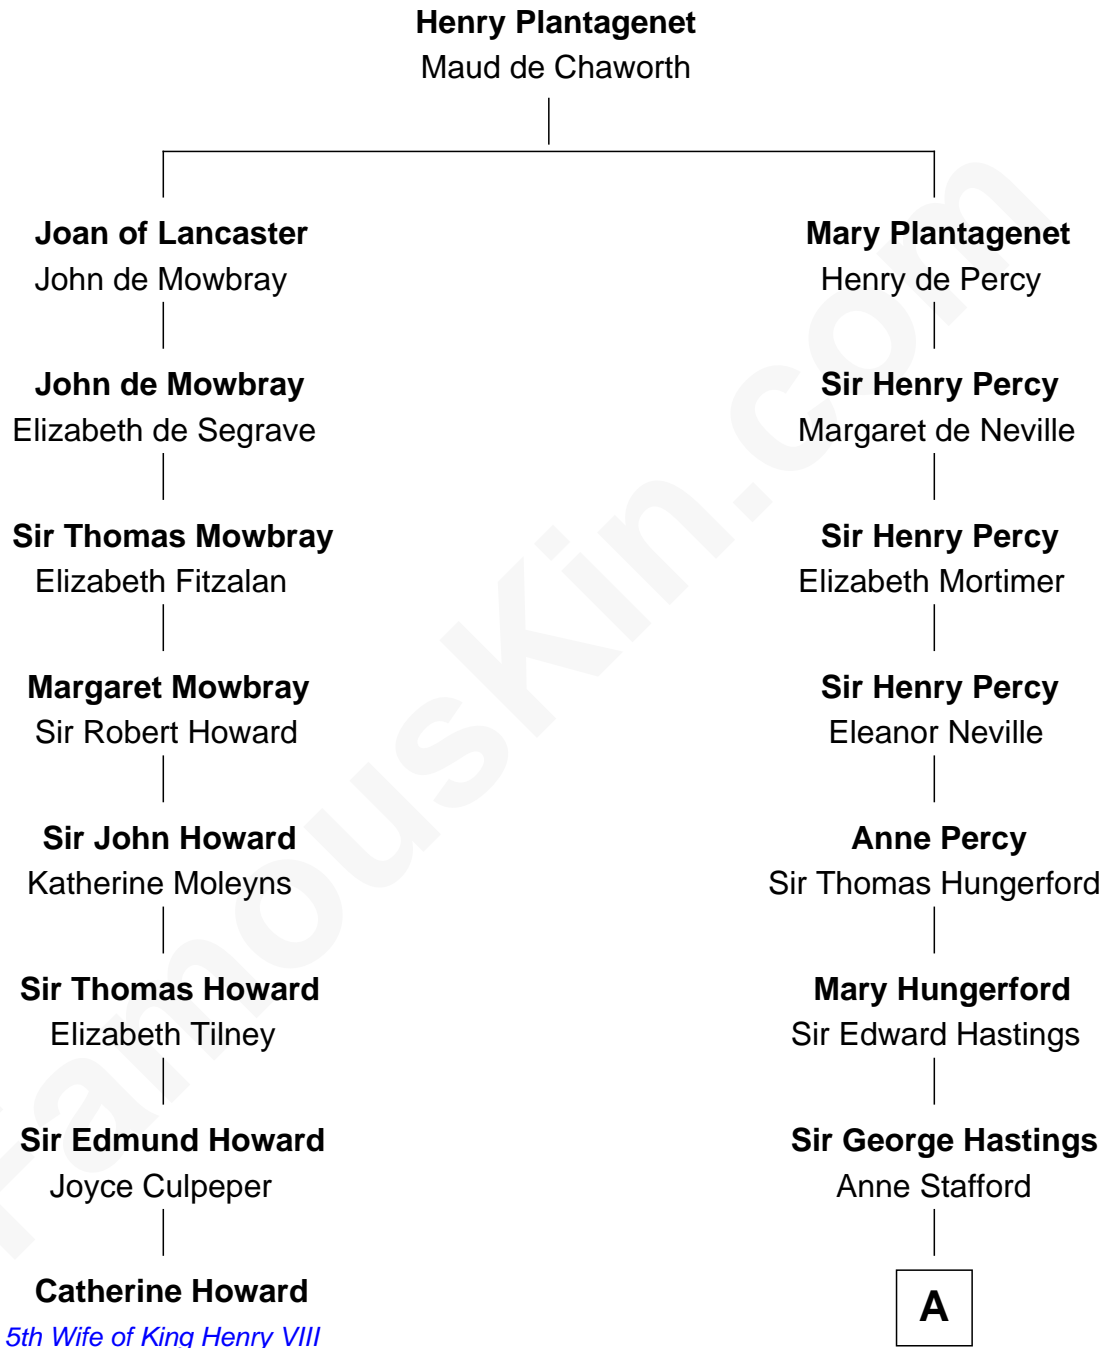 Henry Plantagenet
Maud de Chaworth
Joan of Lancaster
John de Mowbray
Mary Plantagenet
Henry de Percy
John de Mowbray
Elizabeth de Segrave
Sir Henry Percy
Margaret de Neville
Sir Thomas Mowbray
Elizabeth Fitzalan
Sir Henry Percy
Elizabeth Mortimer
Margaret Mowbray
Sir Robert Howard
Sir Henry Percy
Eleanor Neville
Sir John Howard
Katherine Moleyns
Anne Percy
Sir Thomas Hungerford
Sir Thomas Howard
Elizabeth Tilney
Mary Hungerford
Sir Edward Hastings
Sir Edmund Howard
Joyce Culpeper
Sir George Hastings
Anne Stafford
Catherine Howard
5th Wife of King Henry VIII
A
FamousKin.com